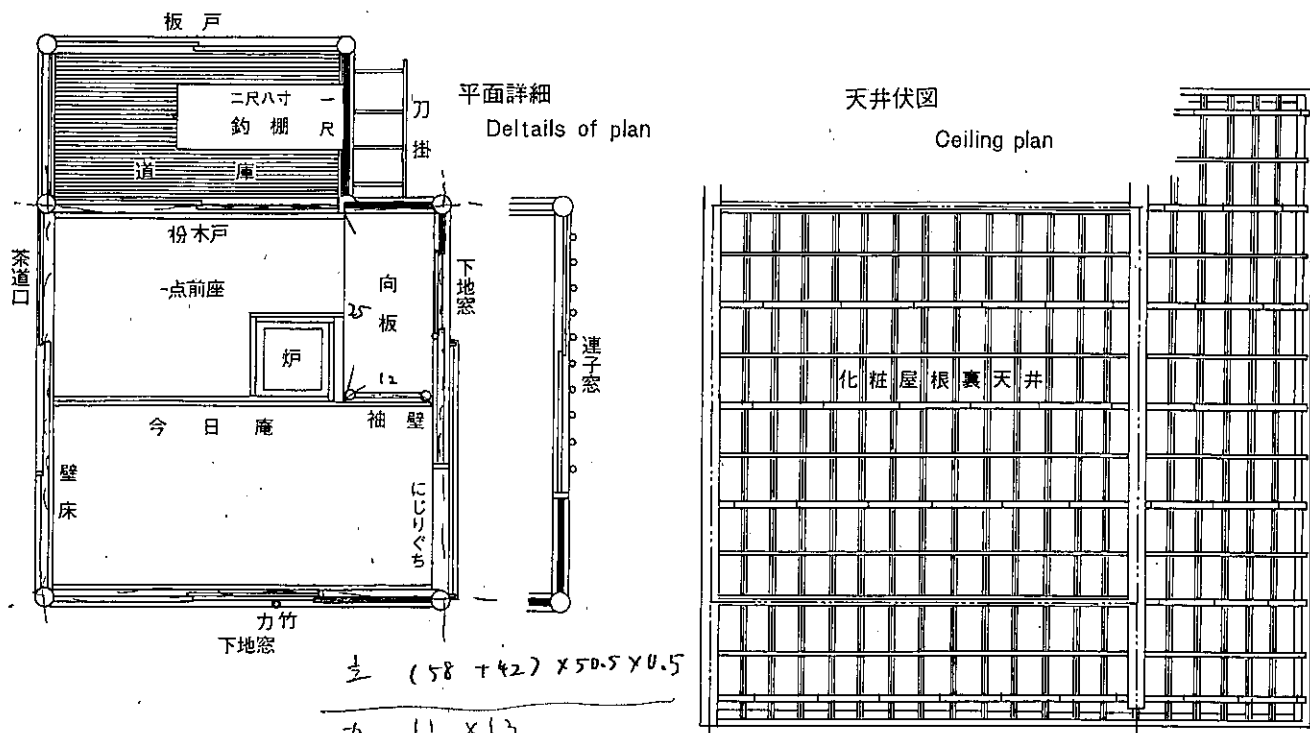 板戸
二尺八寸
釣棚
一尺
道庫
刀掛
平面詳細
Deltails of plan
枌木戸
茶道口
点前座
向板
25
下地窓
炉
12
連子窓
今日庵
袖壁
壁床
にじりぐち
力竹
下地窓
(58 + 42) × 50.5 × 0.5
11 × 13
天井伏図
Ceiling plan
化粧屋根裏天井